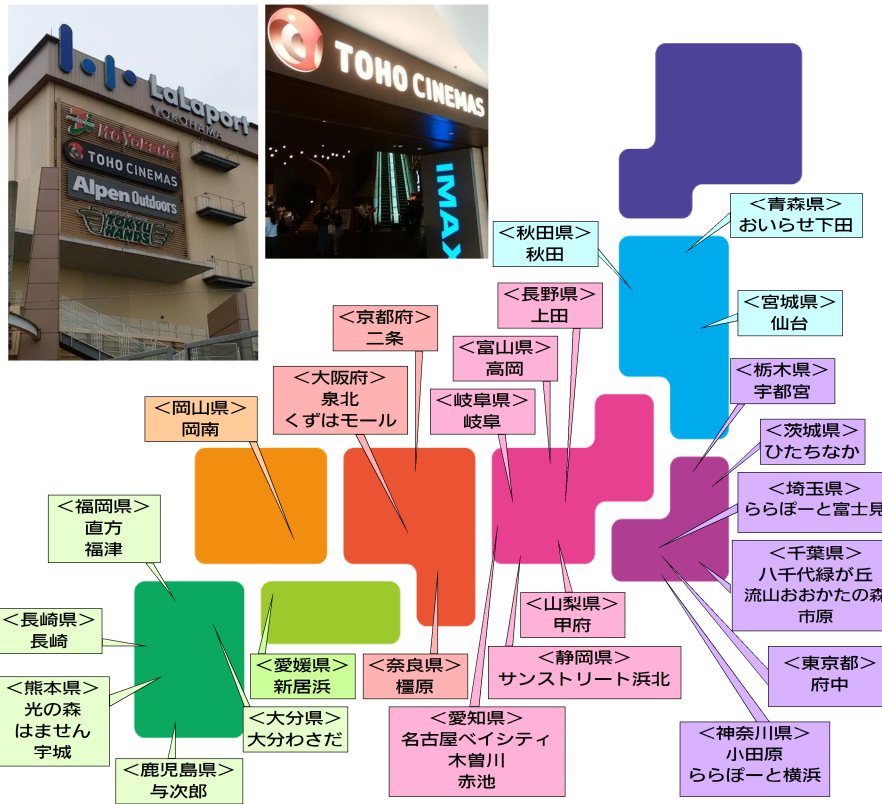 LaLaport
YOKOHAMA
Ito Yokado
TOHO CINEMAS
Alpen Outdoors
TOKYU
HANDS
TOHO CINEMAS
IMAX
＜青森県＞
おいらせ下田
＜秋田県＞
秋田
＜宮城県＞
仙台
＜長野県＞
上田
＜京都府＞
二条
＜富山県＞
高岡
＜栃木県＞
宇都宮
＜大阪府＞
泉北
くずはモール
＜岐阜県＞
岐阜
＜岡山県＞
岡南
＜茨城県＞
ひたちなか
＜埼玉県＞
ららぽーと富士見
＜福岡県＞
直方
福津
＜千葉県＞
八千代緑が丘
流山おおかたの森
市原
＜山梨県＞
甲府
＜長崎県＞
長崎
＜愛媛県＞
新居浜
＜奈良県＞
橿原
＜静岡県＞
サンストリート浜北
＜東京都＞
府中
＜熊本県＞
光の森
はません
宇城
＜大分県＞
大分わさだ
＜愛知県＞
名古屋ベイシティ
木曽川
赤池
＜神奈川県＞
小田原
ららぽーと横浜
＜鹿児島県＞
与次郎